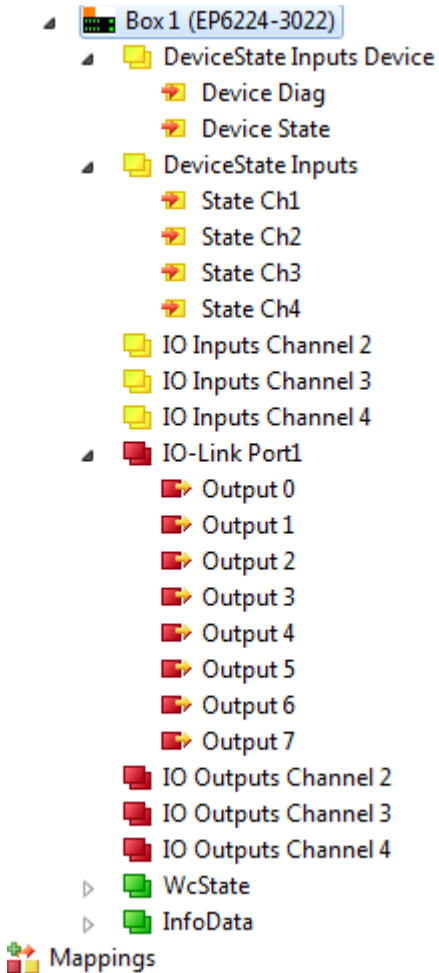 Box 1 (EP6224-3022)
DeviceState Inputs Device
Device Diag
Device State
DeviceState Inputs
State Ch1
State Ch2
State Ch3
State Ch4
IO Inputs Channel 2
IO Inputs Channel 3
IO Inputs Channel 4
IO-Link Port1
Output 0
Output 1
Output 2
Output 3
Output 4
Output 5
Output 6
Output 7
IO Outputs Channel 2
IO Outputs Channel 3
IO Outputs Channel 4
WcState
InfoData
Mappings